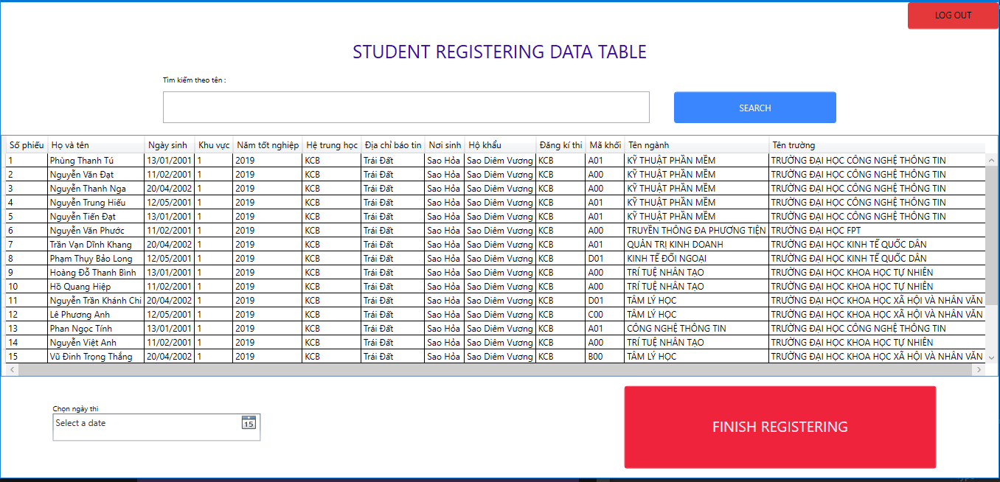 LOG OUT
STUDENT REGISTERING DATA TABLE
Tìm kiếm theo tên :
SEARCH
Số phiếu Họ và tên Ngày sinh Khu vực Năm tốt nghiệp Hệ trung học Địa chỉ báo tin Nơi sinh Hộ khẩu Đăng kí thi Mã khối Tên ngành Tên trường
1 Phùng Thanh Tú 13/01/2001 1 2019 KCB Trái Đất Sao Hỏa Sao Diêm Vương KCB A01 KỸ THUẬT PHẦN MỀM TRƯỜNG ĐẠI HỌC CÔNG NGHỆ THÔNG TIN
2 Nguyễn Văn Đạt 11/02/2001 1 2019 KCB Trái Đất Sao Hỏa Sao Diêm Vương KCB A00 KỸ THUẬT PHẦN MỀM TRƯỜNG ĐẠI HỌC CÔNG NGHỆ THÔNG TIN
3 Nguyễn Thanh Nga 20/04/2002 1 2019 KCB Trái Đất Sao Hỏa Sao Diêm Vương KCB A00 KỸ THUẬT PHẦN MỀM TRƯỜNG ĐẠI HỌC CÔNG NGHỆ THÔNG TIN
4 Nguyễn Trung Hiếu 12/05/2001 1 2019 KCB Trái Đất Sao Hỏa Sao Diêm Vương KCB A01 KỸ THUẬT PHẦN MỀM TRƯỜNG ĐẠI HỌC CÔNG NGHỆ THÔNG TIN
5 Nguyễn Tiến Đạt 13/01/2001 1 2019 KCB Trái Đất Sao Hỏa Sao Diêm Vương KCB A01 KỸ THUẬT PHẦN MỀM TRƯỜNG ĐẠI HỌC CÔNG NGHỆ THÔNG TIN
6 Nguyễn Văn Phước 11/02/2001 1 2019 KCB Trái Đất Sao Hỏa Sao Diêm Vương KCB A00 TRUYỀN THÔNG ĐA PHƯƠNG TIỆN TRƯỜNG ĐẠI HỌC FPT
7 Trần Vạn Dĩnh Khang 20/04/2002 1 2019 KCB Trái Đất Sao Hỏa Sao Diêm Vương KCB A01 QUẢN TRỊ KINH DOANH TRƯỜNG ĐẠI HỌC KINH TẾ QUỐC DÂN
8 Phạm Thụy Bảo Long 12/05/2001 1 2019 KCB Trái Đất Sao Hỏa Sao Diêm Vương KCB D01 KINH TẾ ĐỐI NGOẠI TRƯỜNG ĐẠI HỌC KINH TẾ QUỐC DÂN
9 Hoàng Đỗ Thanh Bình 13/01/2001 1 2019 KCB Trái Đất Sao Hỏa Sao Diêm Vương KCB A00 TRÍ TUỆ NHÂN TẠO TRƯỜNG ĐẠI HỌC KHOA HỌC TỰ NHIÊN
10 Hồ Quang Hiệp 11/02/2001 1 2019 KCB Trái Đất Sao Hỏa Sao Diêm Vương KCB A00 TRÍ TUỆ NHÂN TẠO TRƯỜNG ĐẠI HỌC KHOA HỌC TỰ NHIÊN
11 Nguyễn Trần Khánh Chi 20/04/2002 1 2019 KCB Trái Đất Sao Hỏa Sao Diêm Vương KCB D01 TÂM LÝ HỌC TRƯỜNG ĐẠI HỌC KHOA HỌC XÃ HỘI VÀ NHÂN VĂN
12 Lê Phương Anh 12/05/2001 1 2019 KCB Trái Đất Sao Hỏa Sao Diêm Vương KCB C00 TÂM LÝ HỌC TRƯỜNG ĐẠI HỌC KHOA HỌC XÃ HỘI VÀ NHÂN VĂN
13 Phan Ngọc Tính 13/01/2001 1 2019 KCB Trái Đất Sao Hỏa Sao Diêm Vương KCB A01 CÔNG NGHỆ THÔNG TIN TRƯỜNG ĐẠI HỌC CÔNG NGHỆ THÔNG TIN
14 Nguyễn Việt Anh 11/02/2001 1 2019 KCB Trái Đất Sao Hỏa Sao Diêm Vương KCB A00 TRÍ TUỆ NHÂN TẠO TRƯỜNG ĐẠI HỌC KHOA HỌC TỰ NHIÊN
15 Vũ Đinh Trọng Thắng 20/04/2002 1 2019 KCB Trái Đất Sao Hỏa Sao Diêm Vương KCB B00 TÂM LÝ HỌC TRƯỜNG ĐẠI HỌC KHOA HỌC XÃ HỘI VÀ NHÂN VĂN
Chọn ngày thi
Select a date 15
FINISH REGISTERING